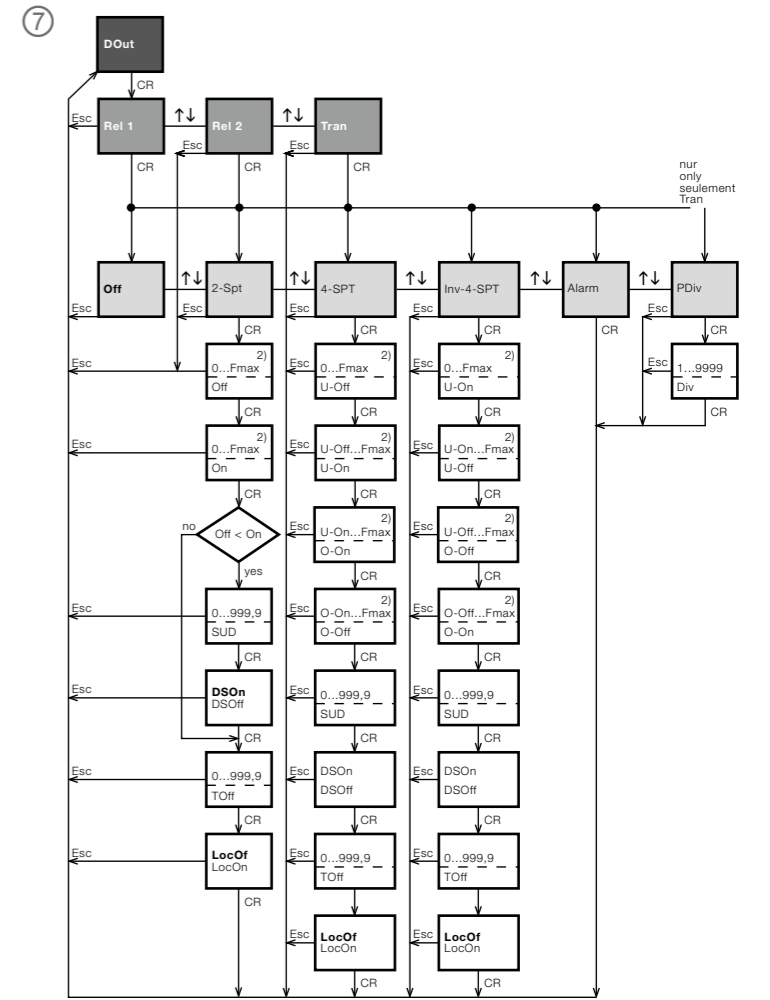 7
DOut
CR
Esc Rel 1 ↑↓ Rel 2 ↑↓ Tran
Esc Esc
CR CR CR
nur
only
seulement
Tran
Off ↑↓ 2-Spt ↑↓ 4-SPT ↑↓ Inv-4-SPT ↑↓ Alarm ↑↓ PDiv
Esc Esc Esc Esc Esc
CR CR CR CR CR
2) 2) 2)
Esc 0...Fmax Esc 0...Fmax Esc 0...Fmax Esc 1...9999
Off U-Off U-On Div
CR CR CR CR
2) 2) 2)
Esc 0...Fmax Esc U-Off...Fmax Esc U-On...Fmax
On U-On U-Off
CR CR CR
2) 2)
no Off < On Esc U-On...Fmax Esc U-Off...Fmax
O-On O-Off
yes CR CR
2) 2)
Esc 0...999,9 Esc O-On...Fmax Esc O-Off...Fmax
SUD O-Off O-On
CR CR CR
Esc DSOn Esc 0...999,9 Esc 0...999,9
DSOff SUD SUD
CR CR CR
Esc 0...999,9 Esc DSOn Esc DSOn
TOff DSOff DSOff
CR CR CR
Esc LocOf Esc 0...999,9 Esc 0...999,9
LocOn TOff TOff
CR
Esc LocOf Esc LocOf
LocOn LocOn
CR CR